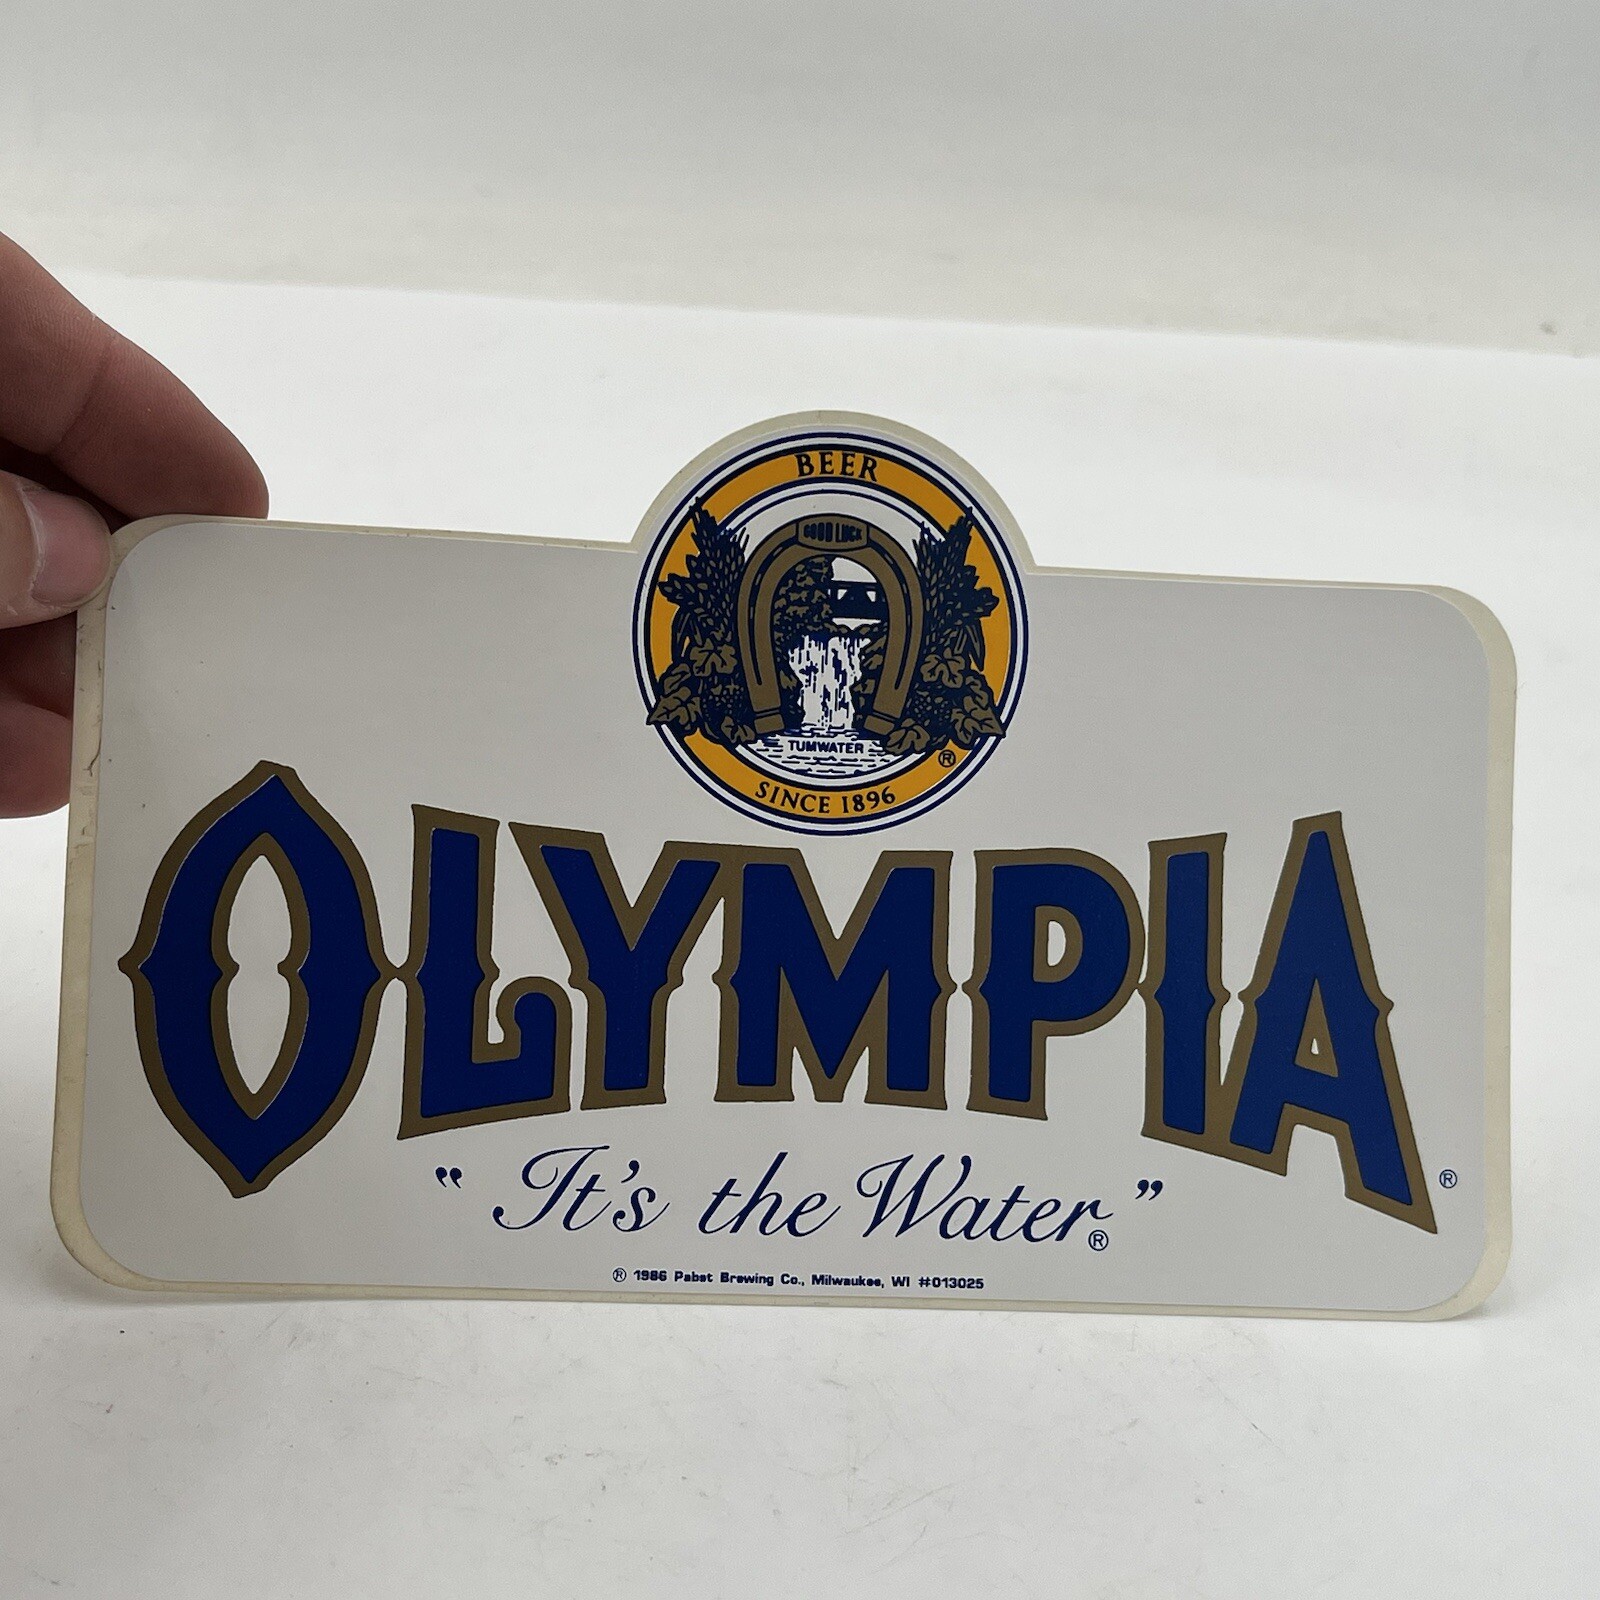 BEER
GOOD LUCK
TUMWATER
®
SINCE 1896
OLYMPIA®
" It's the Water®"
® 1986 Pabst Brewing Co., Milwaukee, WI #013025